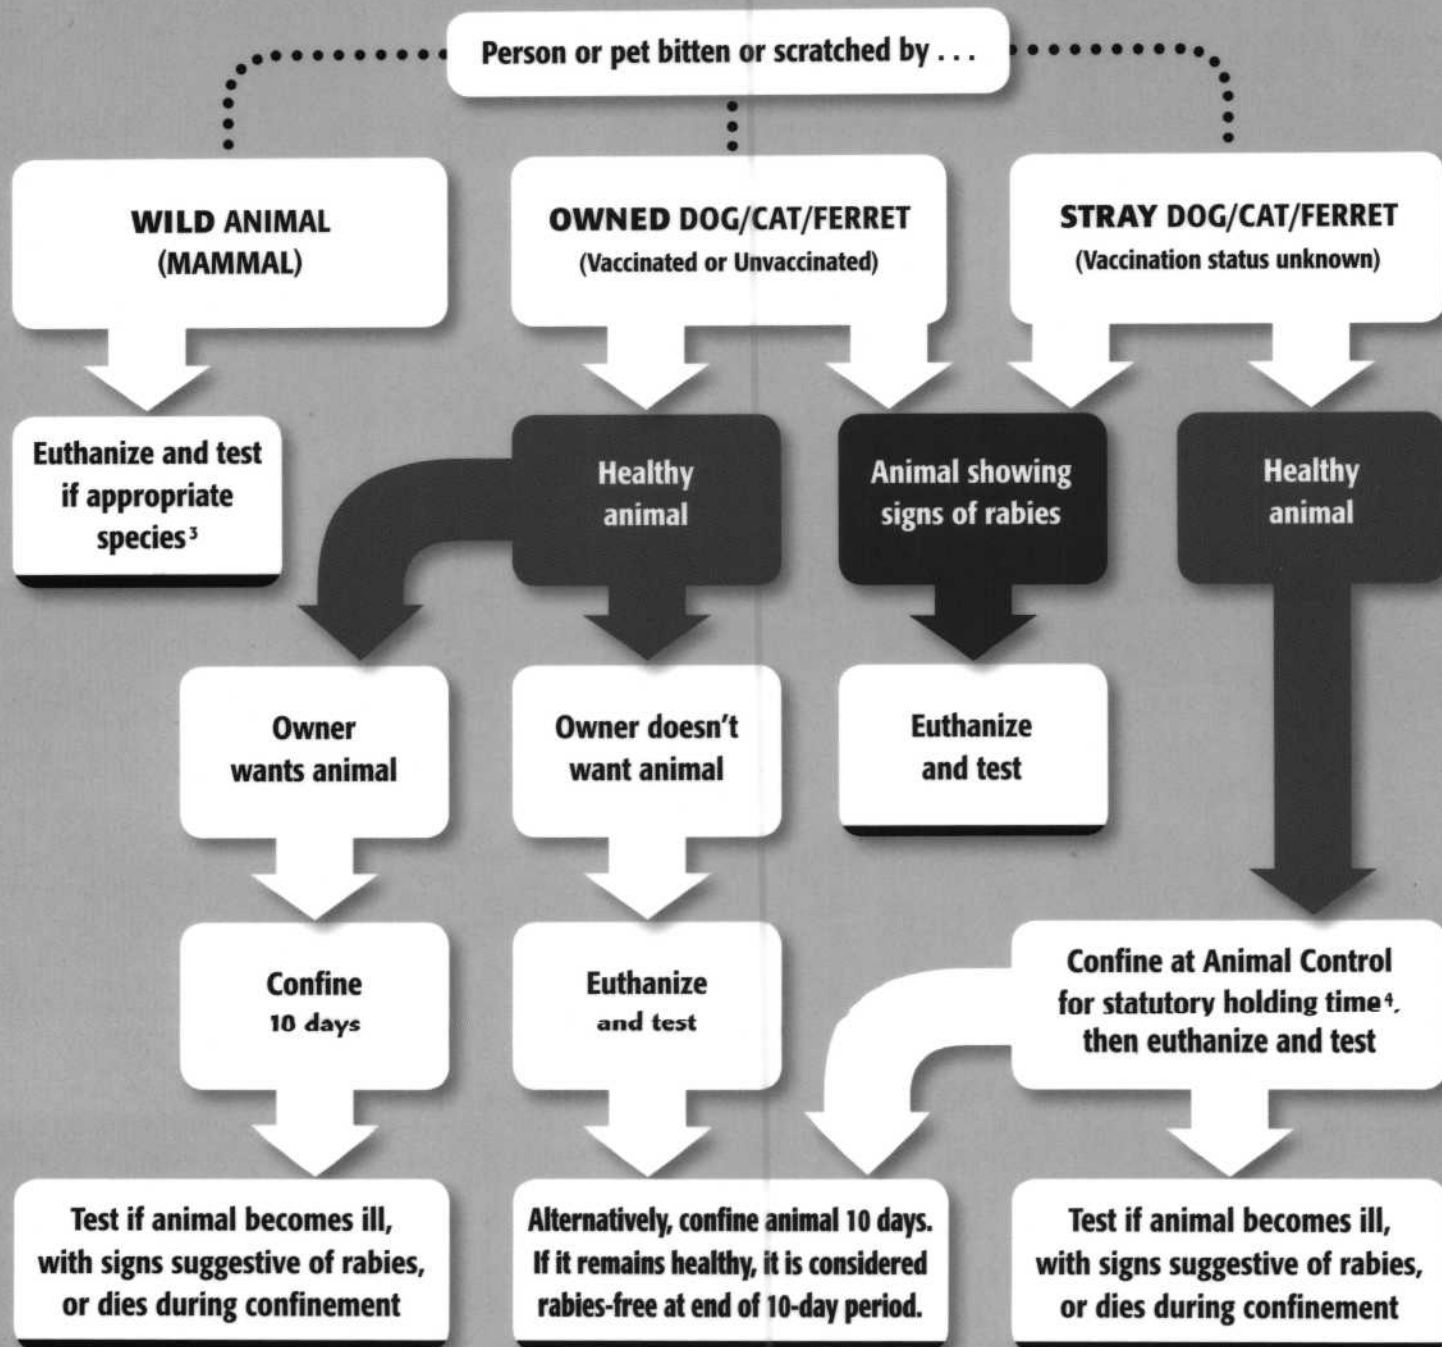 Person or pet bitten or scratched by . . .
WILD ANIMAL
(MAMMAL)
OWNED DOG/CAT/FERRET
(Vaccinated or Unvaccinated)
STRAY DOG/CAT/FERRET
(Vaccination status unknown)
Euthanize and test
if appropriate
species³
Healthy
animal
Animal showing
signs of rabies
Healthy
animal
Owner
wants animal
Owner doesn't
want animal
Euthanize
and test
Confine
10 days
Euthanize
and test
Confine at Animal Control
for statutory holding time⁴,
then euthanize and test
Test if animal becomes ill,
with signs suggestive of rabies,
or dies during confinement
Alternatively, confine animal 10 days.
If it remains healthy, it is considered
rabies-free at end of 10-day period.
Test if animal becomes ill,
with signs suggestive of rabies,
or dies during confinement